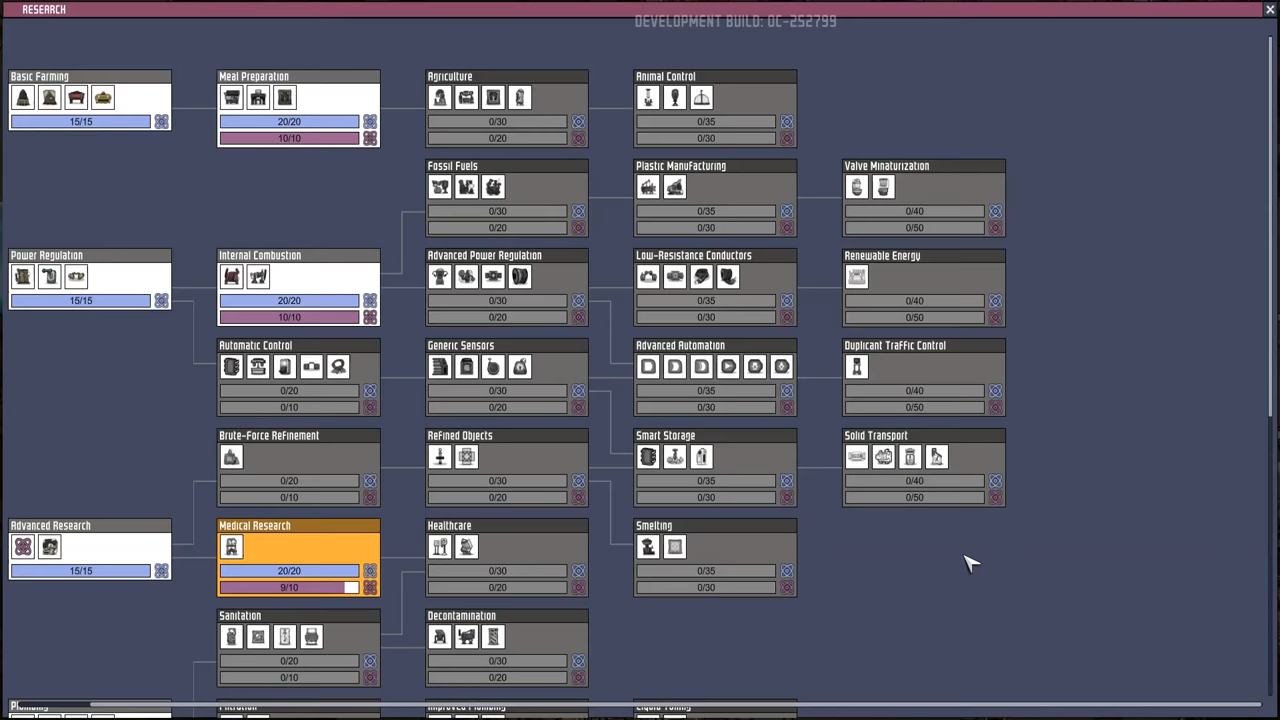 RESEARCH
DEVELOPMENT BUILD: OC-252799
Basic Farming
Meal Preparation
Agriculture
Animal Control
15/15
20/20
0/30
0/35
10/10
0/20
0/30
Fossil Fuels
Plastic Manufacturing
Valve Minaturization
0/30
0/35
0/40
0/20
0/30
0/50
Power Regulation
Internal Combustion
Advanced Power Regulation
Low-Resistance Conductors
Renewable Energy
15/15
20/20
0/30
0/35
0/40
10/10
0/20
0/30
0/50
Automatic Control
Generic Sensors
Advanced Automation
Duplicant Traffic Control
0/20
0/30
0/35
0/40
0/10
0/20
0/30
0/50
Brute-Force Refinement
Refined Objects
Smart Storage
Solid Transport
0/20
0/30
0/35
0/40
0/10
0/20
0/30
0/50
Advanced Research
Medical Research
Healthcare
Smelting
15/15
20/20
0/30
0/35
9/10
0/20
0/30
Sanitation
Decontamination
0/20
0/30
0/10
0/20